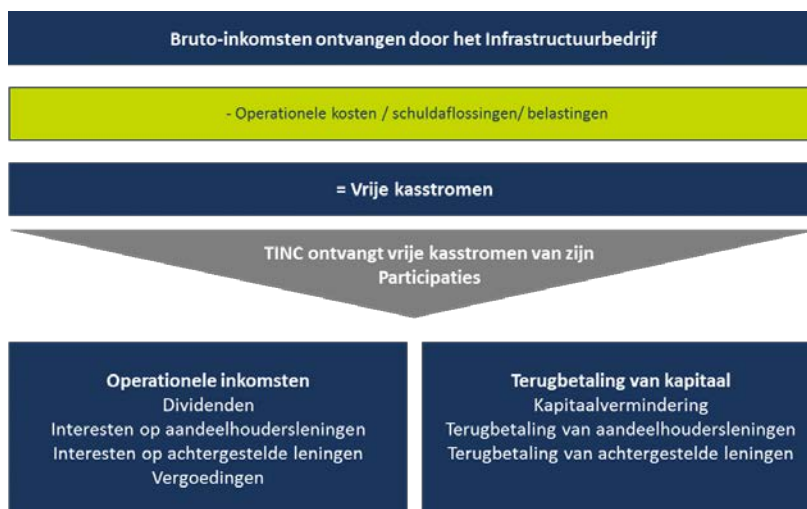 Bruto-inkomsten ontvangen door het Infrastructuurbedrijf
- Operationele kosten / schuldaflossingen/ belastingen
= Vrije kasstromen
TINC ontvangt vrije kasstromen van zijn
Participaties
Operationele inkomsten
Dividenden
Interesten op aandeelhoudersleningen
Interesten op achtergestelde leningen
Vergoedingen
Terugbetaling van kapitaal
Kapitaalvermindering
Terugbetaling van aandeelhoudersleningen
Terugbetaling van achtergestelde leningen